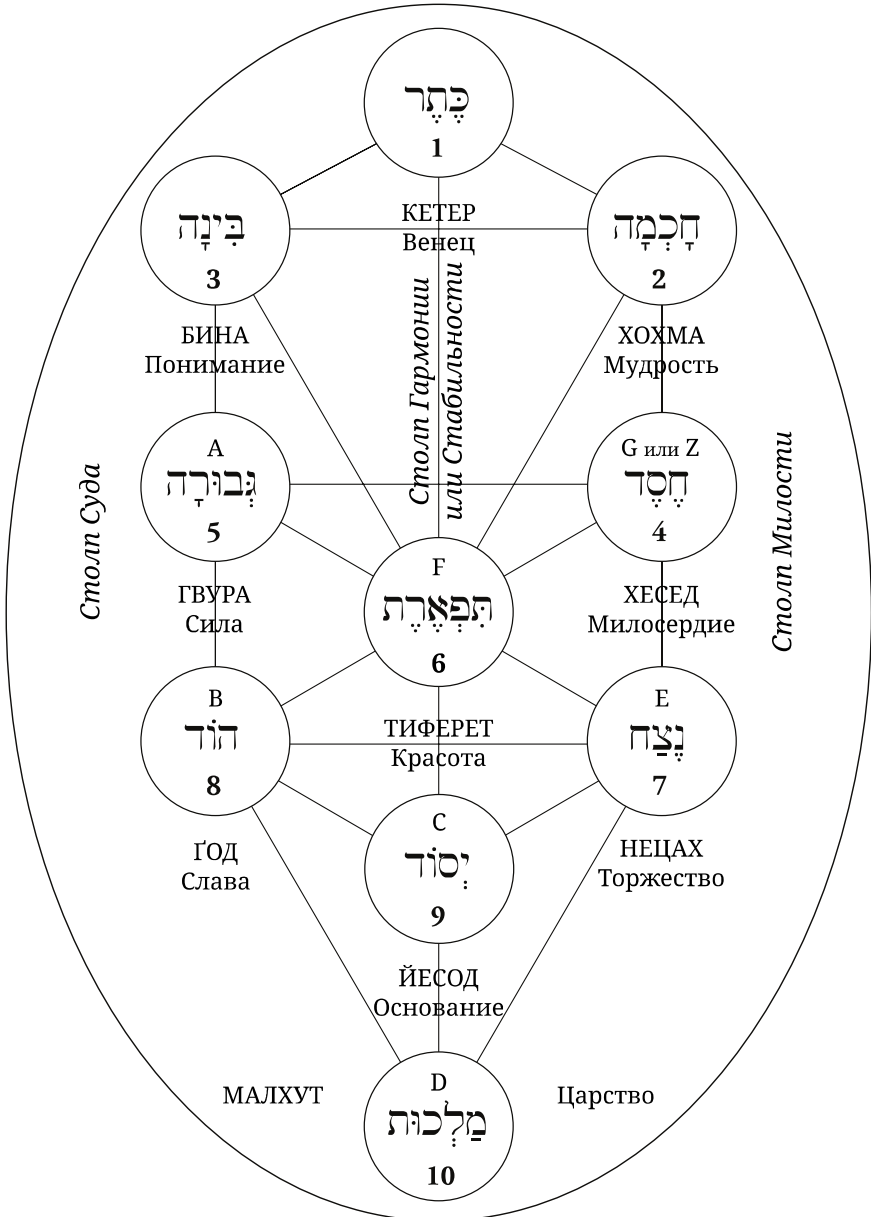 כֶּתֶר
1
КЕТЕР
Венец
בִּינָה
3
חָכְמָה
2
БИНА
Понимание
ХОХМА
Мудрость
Столп Гармонии
или Стабильности
A
גְּבוּרָה
5
G или Z
חֶסֶד
4
Столп Суда
Столп Милости
ГВУРА
Сила
F
תִּפְאֶרֶת
6
ХЕСЕД
Милосердие
B
הוֹד
8
ТИФЕРЕТ
Красота
E
נֶצַח
7
ҐОД
Слава
C
יְסוֹד
9
НЕЦАХ
Торжество
ЙЕСОД
Основание
МАЛХУТ
D
מַלְכוּת
10
Царство